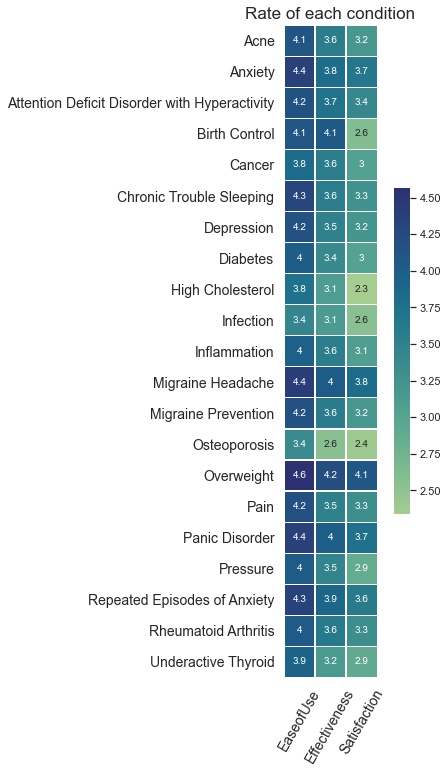 Rate of each condition
Acne 4.1 3.6 3.2
Anxiety 4.4 3.8 3.7
Attention Deficit Disorder with Hyperactivity 4.2 3.7 3.4
Birth Control 4.1 4.1 2.6
Cancer 3.8 3.6 3
Chronic Trouble Sleeping 4.3 3.6 3.3
Depression 4.2 3.5 3.2
Diabetes 4 3.4 3
High Cholesterol 3.8 3.1 2.3
Infection 3.4 3.1 2.6
Inflammation 4 3.6 3.1
Migraine Headache 4.4 4 3.8
Migraine Prevention 4.2 3.6 3.2
Osteoporosis 3.4 2.6 2.4
Overweight 4.6 4.2 4.1
Pain 4.2 3.5 3.3
Panic Disorder 4.4 4 3.7
Pressure 4 3.5 2.9
Repeated Episodes of Anxiety 4.3 3.9 3.6
Rheumatoid Arthritis 4 3.6 3.3
Underactive Thyroid 3.9 3.2 2.9
EaseofUse
Effectiveness
Satisfaction
4.50
4.25
4.00
3.75
3.50
3.25
3.00
2.75
2.50